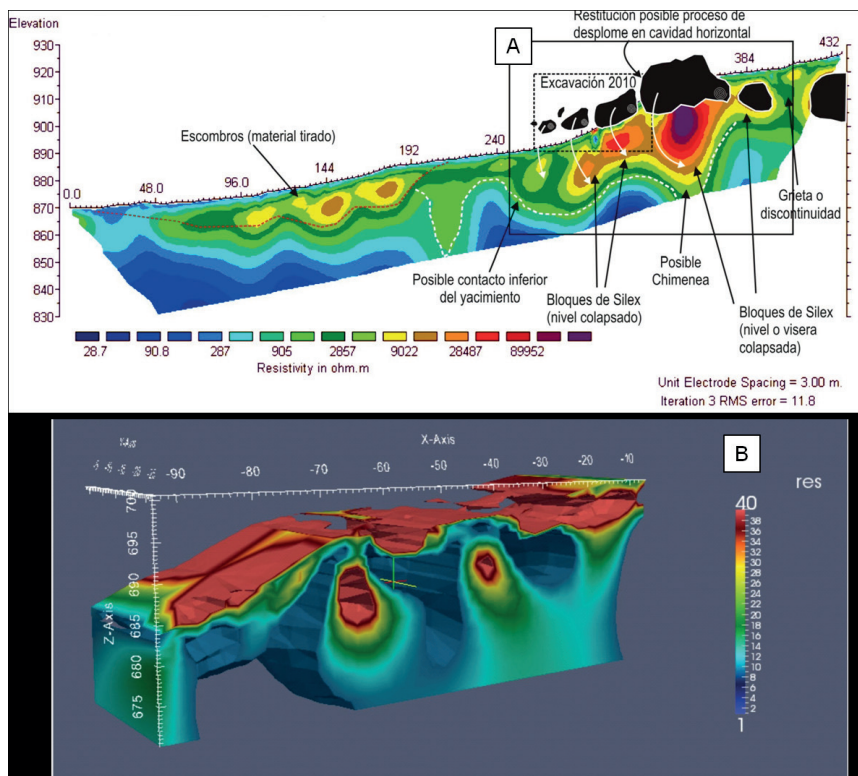 Elevation
930
920
910
900
890
880
870
860
850
840
830
Restitución posible proceso de
desplome en cavidad horizontal
A
Excavación 2010
432
384
240
192
144
96.0
48.0
0.0
Escombros (material tirado)
Grieta o
discontinuidad
Posible contacto inferior
del yacimiento
Bloques de Silex
(nivel colapsado)
Posible
Chimenea
Bloques de Silex
(nivel o visera
colapsada)
28.7 90.8 287 905 2857 9022 28487 89952
Resistivity in ohm.m
Unit Electrode Spacing = 3.00 m.
Iteration 3 RMS error = 11.8
X-Axis
B
-90 -80 -70 -60 -50 -40 -30 -20 -10
res
Z-Axis
700
695
690
685
680
675
40
38
36
34
32
30
28
26
24
22
20
18
16
14
12
10
8
6
4
2
1